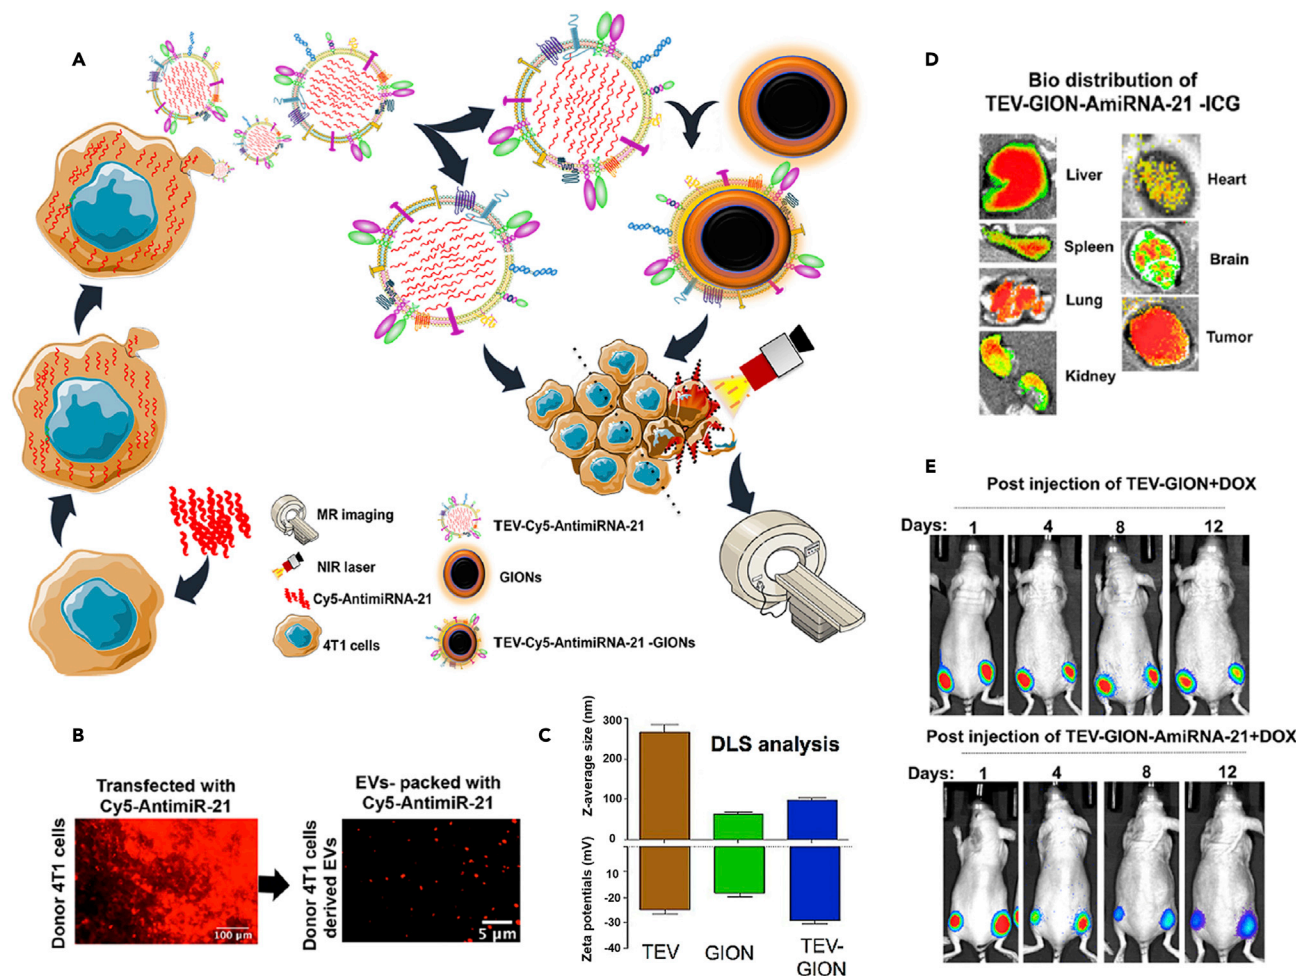 A
MR imaging
NIR laser
Cy5-AntimiRNA-21
4T1 cells
TEV-Cy5-AntimiRNA-21
GIONs
TEV-Cy5-AntimiRNA-21 -GIONs
B
Transfected with
Cy5-AntimiR-21
EVs- packed with
Cy5-AntimiR-21
Donor 4T1 cells
100 µm
Donor 4T1 cells
derived EVs
5 µm
C
DLS analysis
Z-average size (nm)
300
200
100
0
Zeta potentials (mV)
10
-20
-30
-40
TEV
GION
TEV-
GION
D
Bio distribution of
TEV-GION-AmiRNA-21 -ICG
Liver
Spleen
Lung
Kidney
Heart
Brain
Tumor
E
Post injection of TEV-GION+DOX
Days: 1 4 8 12
Post injection of TEV-GION-AmiRNA-21+DOX
Days: 1 4 8 12